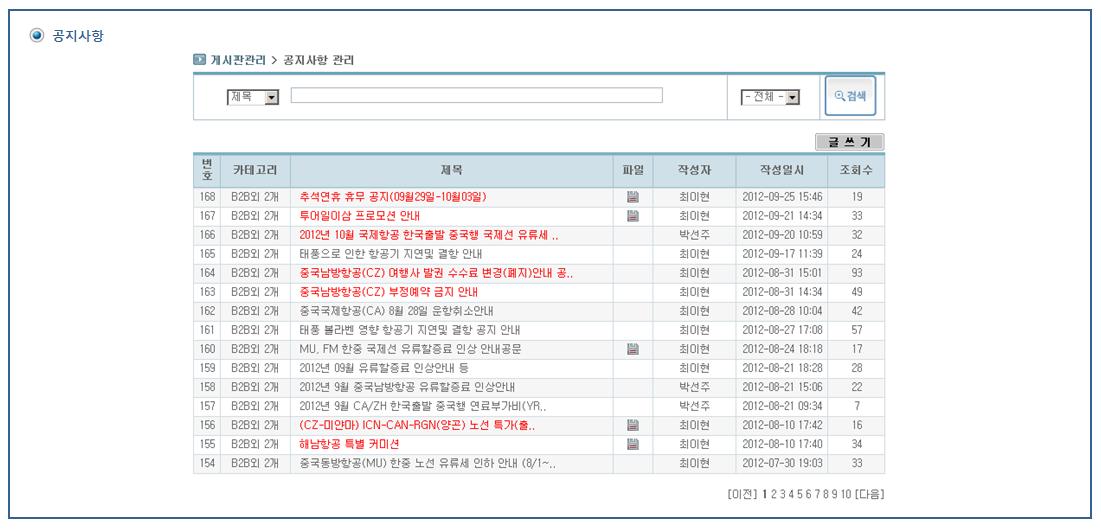 공지사항
게시판관리 > 공지사항 관리
제목 - 전체 - 검색
글 쓰 기
번호 카테고리 제목 파일 작성자 작성일시 조회수
168 B2B외 2개 추석연휴 휴무 공지(09월29일-10월03일) 최이현 2012-09-25 15:46 19
167 B2B외 2개 투어일이삼 프로모션 안내 최이현 2012-09-21 14:34 33
166 B2B외 2개 2012년 10월 국제항공 한국출발 중국행 국제선 유류세 .. 박선주 2012-09-20 10:59 32
165 B2B외 2개 태풍으로 인한 항공기 지연및 결항 안내 최이현 2012-09-17 11:39 24
164 B2B외 2개 중국남방항공(CZ) 여행사 발권 수수료 변경(폐지)안내 공.. 최이현 2012-08-31 15:01 93
163 B2B외 2개 중국남방항공(CZ) 부정예약 금지 안내 최이현 2012-08-31 14:34 49
162 B2B외 2개 중국국제항공(CA) 8월 28일 운항취소안내 최이현 2012-08-28 10:04 42
161 B2B외 2개 태풍 볼라벤 영향 항공기 지연및 결항 공지 안내 최이현 2012-08-27 17:08 57
160 B2B외 2개 MU, FM 한중 국제선 유류할증료 인상 안내공문 최이현 2012-08-24 18:18 17
159 B2B외 2개 2012년 09월 유류할증료 인상안내 등 최이현 2012-08-21 18:28 28
158 B2B외 2개 2012년 9월 중국남방항공 유류할증료 인상안내 박선주 2012-08-21 15:06 22
157 B2B외 2개 2012년 9월 CA/ZH 한국출발 중국행 연료부가비(YR.. 박선주 2012-08-21 09:34 7
156 B2B외 2개 (CZ-미얀마) ICN-CAN-RGN(양곤) 노선 특가(출.. 최이현 2012-08-10 17:42 16
155 B2B외 2개 해남항공 특별 커미션 최이현 2012-08-10 17:40 34
154 B2B외 2개 중국동방항공(MU) 한중 노선 유류세 인하 안내 (8/1~.. 최이현 2012-07-30 19:03 33
[이전] 1 2 3 4 5 6 7 8 9 10 [다음]